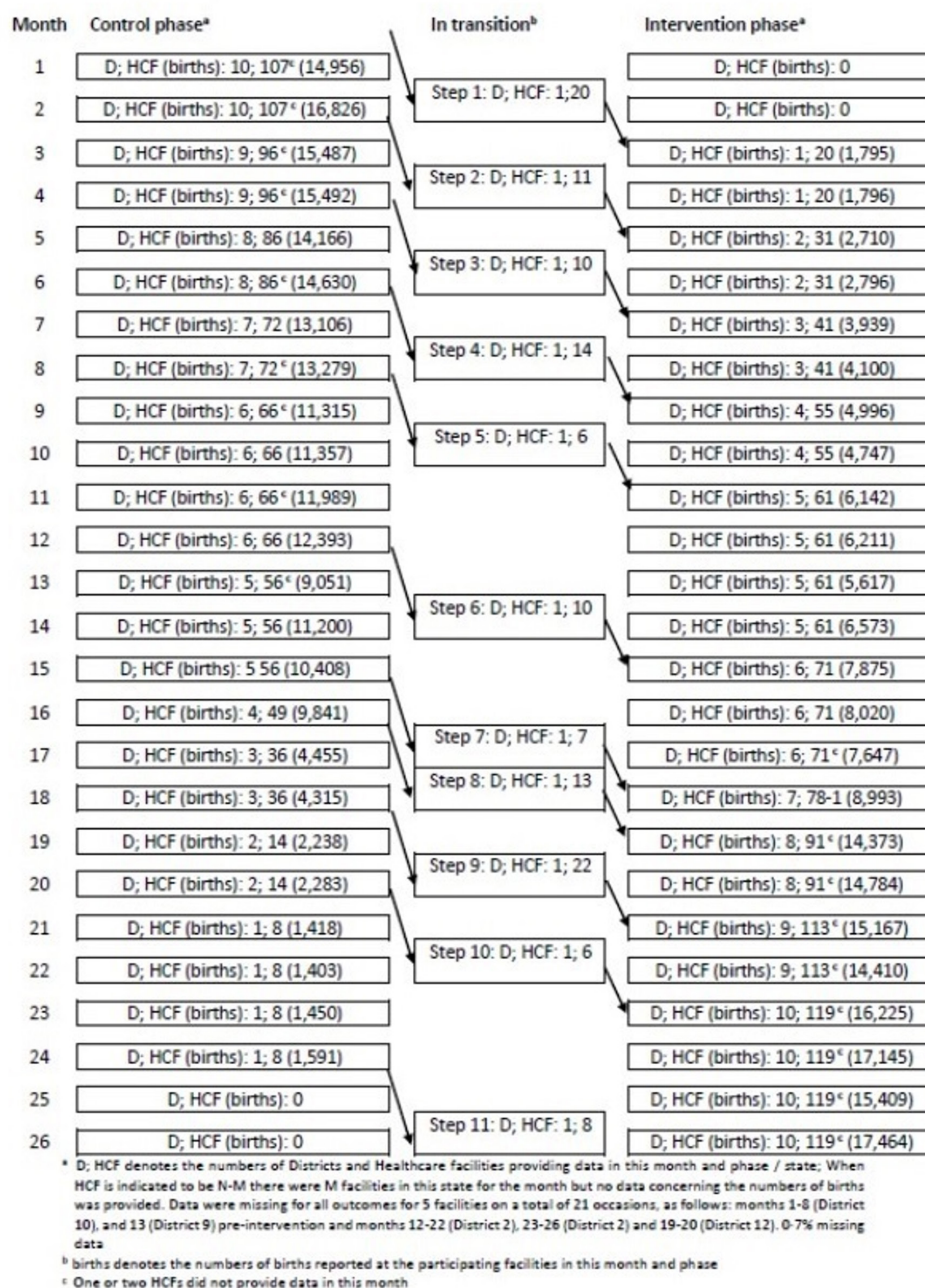 Month Control phaseᵃ In transitionᵇ Intervention phaseᵃ
1 D; HCF (births): 10; 107ᶜ (14,956) D; HCF (births): 0
Step 1: D; HCF: 1;20
2 D; HCF (births): 10; 107ᶜ (16,826) D; HCF (births): 0
3 D; HCF (births): 9; 96ᶜ (15,487) D; HCF (births): 1; 20 (1,795)
Step 2: D; HCF: 1; 11
4 D; HCF (births): 9; 96ᶜ (15,492) D; HCF (births): 1; 20 (1,796)
5 D; HCF (births): 8; 86 (14,166) D; HCF (births): 2; 31 (2,710)
Step 3: D; HCF: 1; 10
6 D; HCF (births): 8; 86ᶜ (14,630) D; HCF (births): 2; 31 (2,796)
7 D; HCF (births): 7; 72 (13,106) D; HCF (births): 3; 41 (3,939)
Step 4: D; HCF: 1; 14
8 D; HCF (births): 7; 72ᶜ (13,279) D; HCF (births): 3; 41 (4,100)
9 D; HCF (births): 6; 66ᶜ (11,315) D; HCF (births): 4; 55 (4,996)
Step 5: D; HCF: 1; 6
10 D; HCF (births): 6; 66 (11,357) D; HCF (births): 4; 55 (4,747)
11 D; HCF (births): 6; 66ᶜ (11,989) D; HCF (births): 5; 61 (6,142)
12 D; HCF (births): 6; 66 (12,393) D; HCF (births): 5; 61 (6,211)
13 D; HCF (births): 5; 56ᶜ (9,051) D; HCF (births): 5; 61 (5,617)
Step 6: D; HCF: 1; 10
14 D; HCF (births): 5; 56 (11,200) D; HCF (births): 5; 61 (6,573)
15 D; HCF (births): 5 56 (10,408) D; HCF (births): 6; 71 (7,875)
16 D; HCF (births): 4; 49 (9,841) D; HCF (births): 6; 71 (8,020)
Step 7: D; HCF: 1; 7
17 D; HCF (births): 3; 36 (4,455) D; HCF (births): 6; 71ᶜ (7,647)
Step 8: D; HCF: 1; 13
18 D; HCF (births): 3; 36 (4,315) D; HCF (births): 7; 78-1 (8,993)
19 D; HCF (births): 2; 14 (2,238) D; HCF (births): 8; 91ᶜ (14,373)
Step 9: D; HCF: 1; 22
20 D; HCF (births): 2; 14 (2,283) D; HCF (births): 8; 91ᶜ (14,784)
21 D; HCF (births): 1; 8 (1,418) D; HCF (births): 9; 113ᶜ (15,167)
Step 10: D; HCF: 1; 6
22 D; HCF (births): 1; 8 (1,403) D; HCF (births): 9; 113ᶜ (14,410)
23 D; HCF (births): 1; 8 (1,450) D; HCF (births): 10; 119ᶜ (16,225)
24 D; HCF (births): 1; 8 (1,591) D; HCF (births): 10; 119ᶜ (17,145)
25 D; HCF (births): 0 D; HCF (births): 10; 119ᶜ (15,409)
Step 11: D; HCF: 1; 8
26 D; HCF (births): 0 D; HCF (births): 10; 119ᶜ (17,464)
ᵃ D; HCF denotes the numbers of Districts and Healthcare facilities providing data in this month and phase / state; When
HCF is indicated to be N-M there were M facilities in this state for the month but no data concerning the numbers of births
was provided. Data were missing for all outcomes for 5 facilities on a total of 21 occasions, as follows: months 1-8 (District
10), and 13 (District 9) pre-intervention and months 12-22 (District 2), 23-26 (District 2) and 19-20 (District 12). 0·7% missing
data
ᵇ births denotes the numbers of births reported at the participating facilities in this month and phase
ᶜ One or two HCFs did not provide data in this month